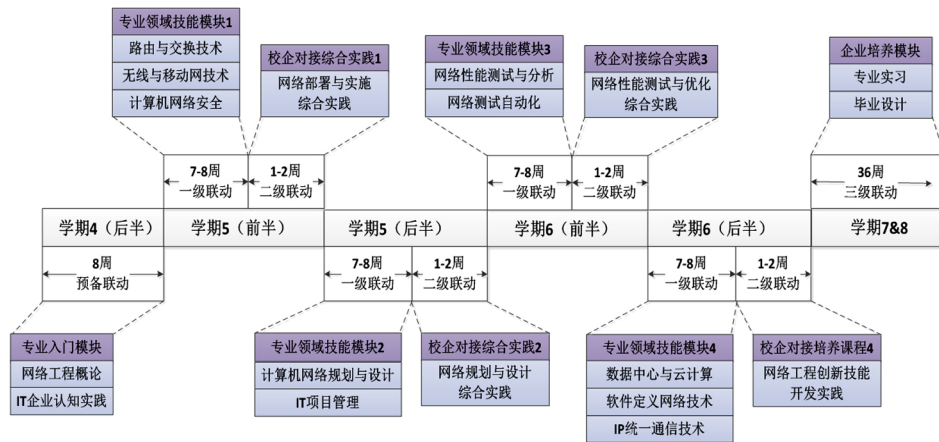 专业领域技能模块1
路由与交换技术
无线与移动网技术
计算机网络安全
校企对接综合实践1
网络部署与实施
综合实践
专业领域技能模块3
网络性能测试与分析
网络测试自动化
校企对接综合实践3
网络性能测试与优化
综合实践
企业培养模块
专业实习
毕业设计
7-8周
一级联动
1-2周
二级联动
7-8周
一级联动
1-2周
二级联动
36周
三级联动
学期4（后半）
学期5（前半）
学期5（后半）
学期6（前半）
学期6（后半）
学期7&8
8周
预备联动
7-8周
一级联动
1-2周
二级联动
7-8周
一级联动
1-2周
二级联动
专业入门模块
网络工程概论
IT企业认知实践
专业领域技能模块2
计算机网络规划与设计
IT项目管理
校企对接综合实践2
网络规划与设计
综合实践
专业领域技能模块4
数据中心与云计算
软件定义网络技术
IP统一通信技术
校企对接培养课程4
网络工程创新技能
开发实践